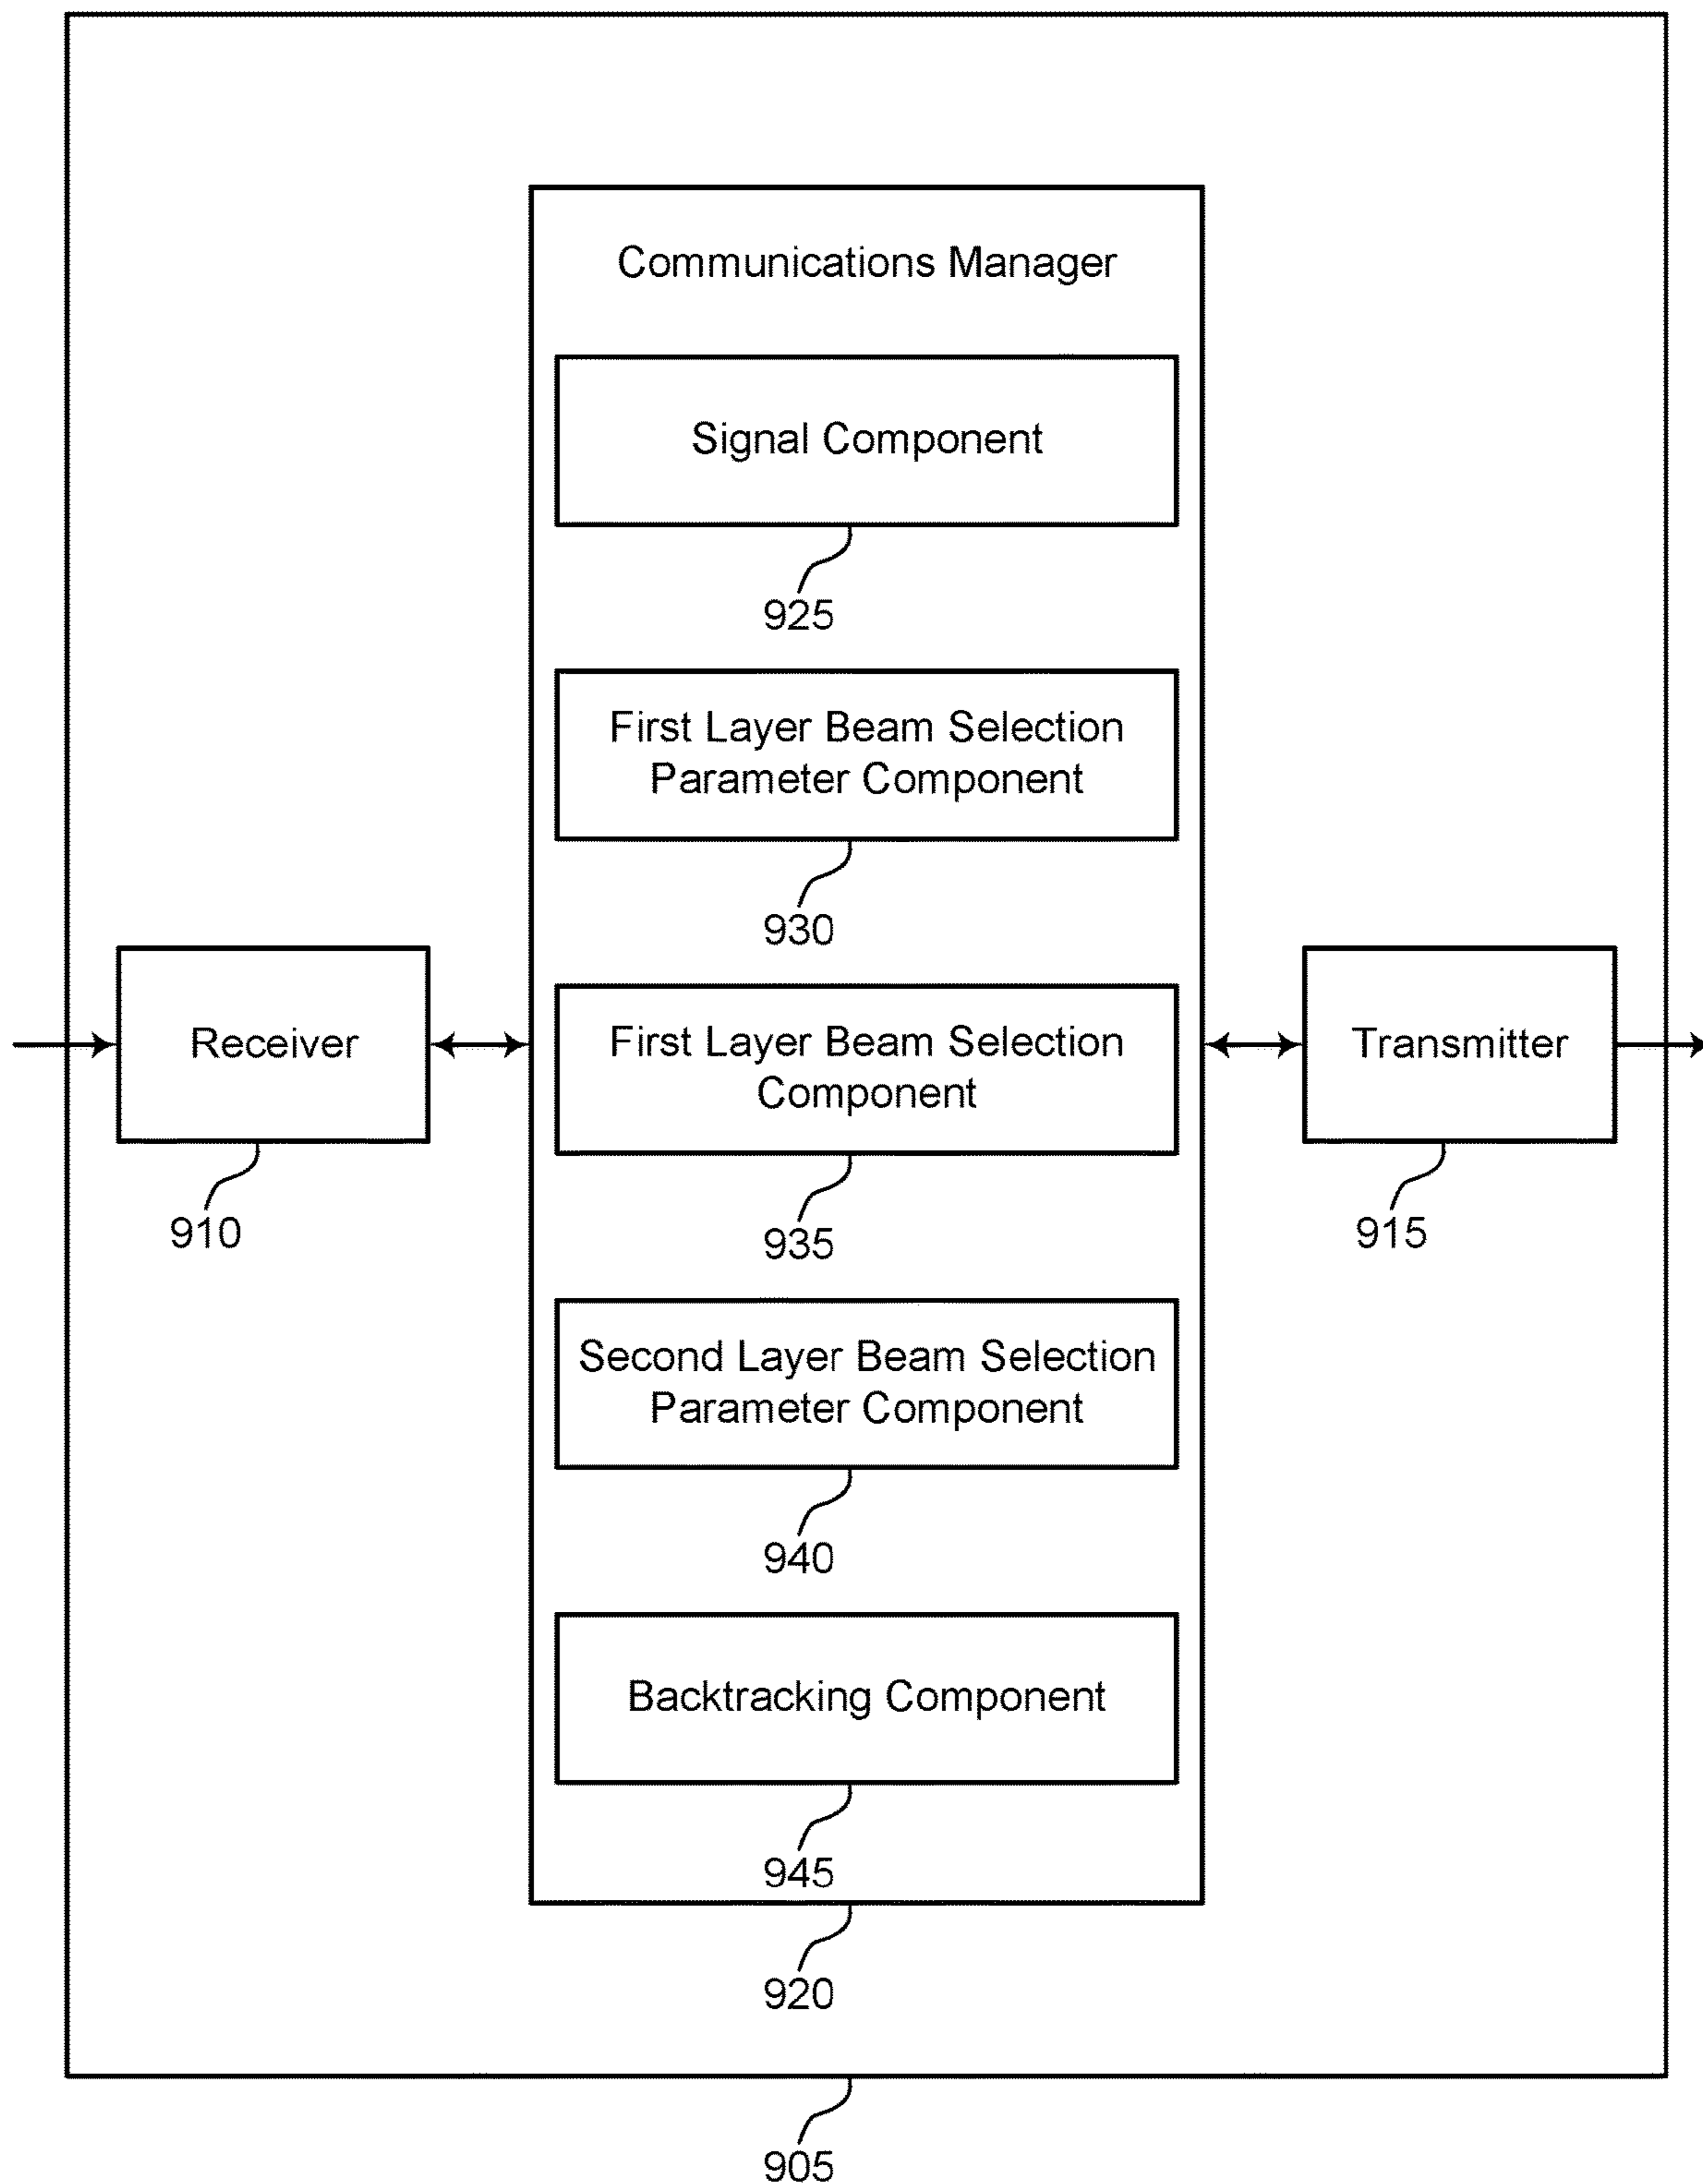 Communications Manager
Signal Component
925
First Layer Beam Selection
Parameter Component
930
Receiver
910
First Layer Beam Selection
Component
935
Transmitter
915
Second Layer Beam Selection
Parameter Component
940
Backtracking Component
945
920
905